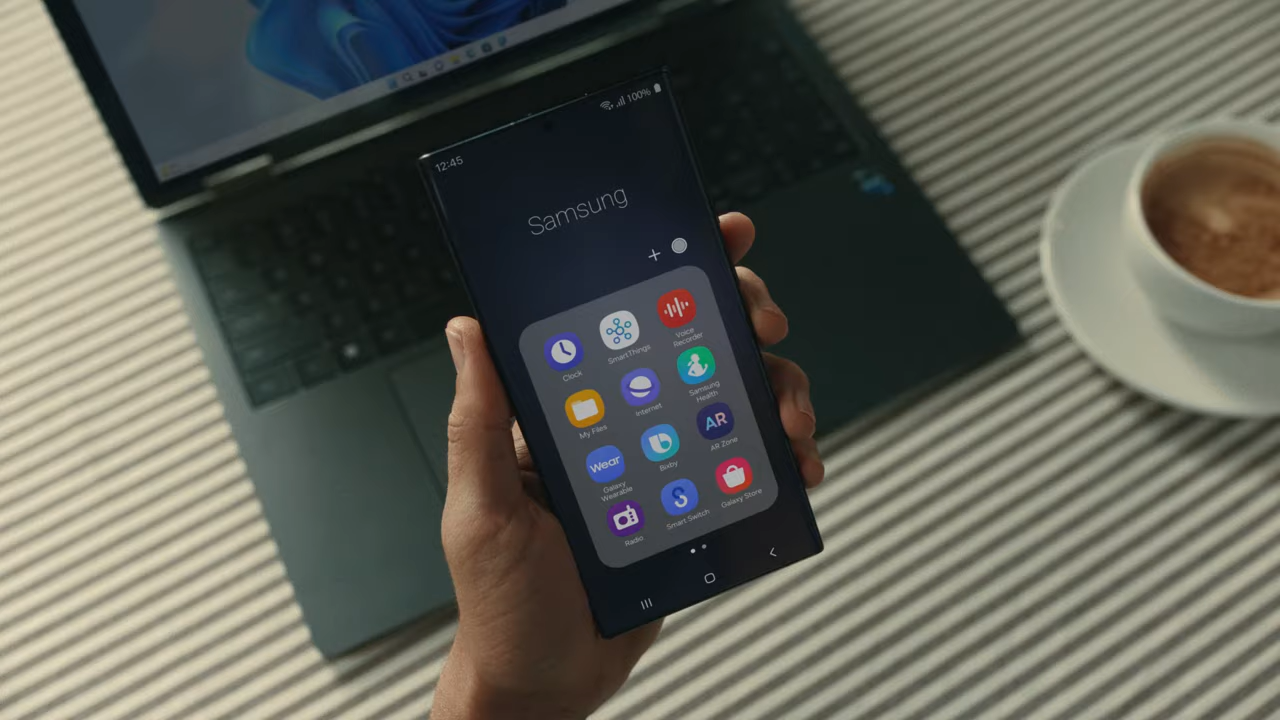 12:45
100%
Samsung
Clock
SmartThings
Voice
Recorder
My Files
Internet
Samsung
Health
Wear
Galaxy
Wearable
Bixby
AR
AR Zone
Radio
Smart Switch
Galaxy Store